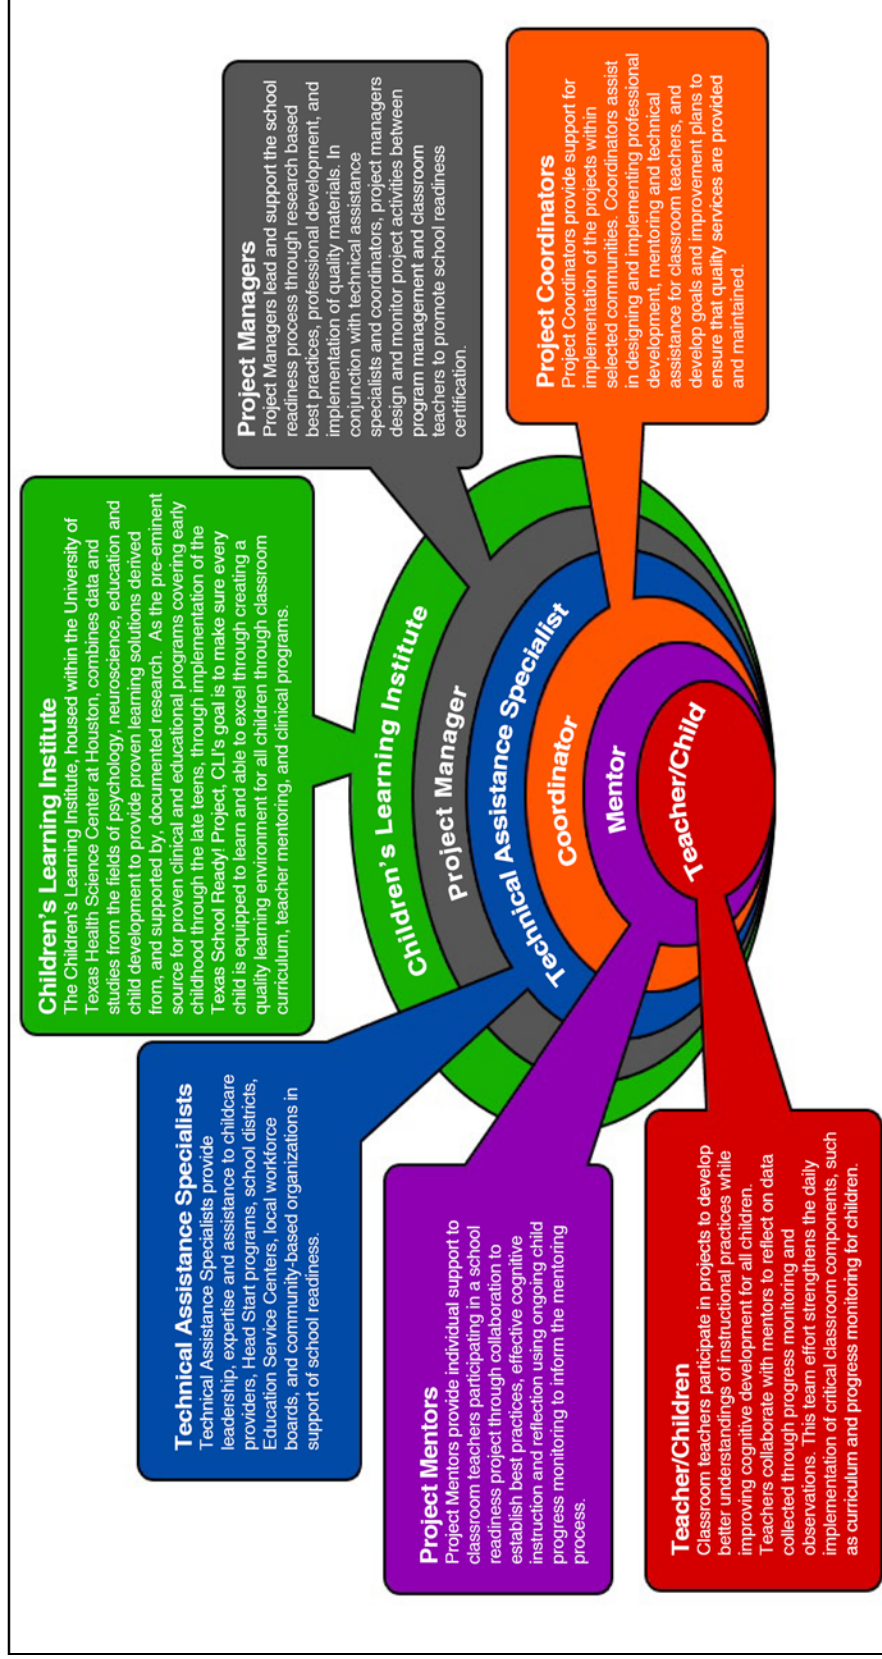 Children's Learning Institute
The Children's Learning Institute, housed within the University of
Texas Health Science Center at Houston, combines data and
studies from the fields of psychology, neuroscience, education and
child development to provide proven learning solutions derived
from, and supported by, documented research.  As the pre-eminent
source for proven clinical and educational programs covering early
childhood through the late teens, through implementation of the
Texas School Ready! Project, CLI's goal is to make sure every
child is equipped to learn and able to excel through creating a
quality learning environment for all children through classroom
curriculum, teacher mentoring, and clinical programs.
Technical Assistance Specialists
Technical Assistance Specialists provide
leadership, expertise and assistance to childcare
providers, Head Start programs, school districts,
Education Service Centers, local workforce
boards, and community-based organizations in
support of school readiness.
Project Managers
Project Managers lead and support the school
readiness process through research based
best practices, professional development, and
implementation of quality materials. In
conjunction with technical assistance
specialists and coordinators, project managers
design and monitor project activities between
program management and classroom
teachers to promote school readiness
certification.
Children's Learning Institute
Project Manager
Technical Assistance Specialist
Coordinator
Mentor
Teacher/Child
Project Mentors
Project Mentors provide individual support to
classroom teachers participating in a school
readiness project through collaboration to
establish best practices, effective cognitive
instruction and reflection using ongoing child
progress monitoring to inform the mentoring
process.
Project Coordinators
Project Coordinators provide support for
implementation of the projects within
selected communities. Coordinators assist
in designing and implementing professional
development, mentoring and technical
assistance for classroom teachers, and
develop goals and improvement plans to
ensure that quality services are provided
and maintained.
Teacher/Children
Classroom teachers participate in projects to develop
better understandings of instructional practices while
improving cognitive development for all children.
Teachers collaborate with mentors to reflect on data
collected through progress monitoring and
observations. This team effort strengthens the daily
implementation of critical classroom components, such
as curriculum and progress monitoring for children.